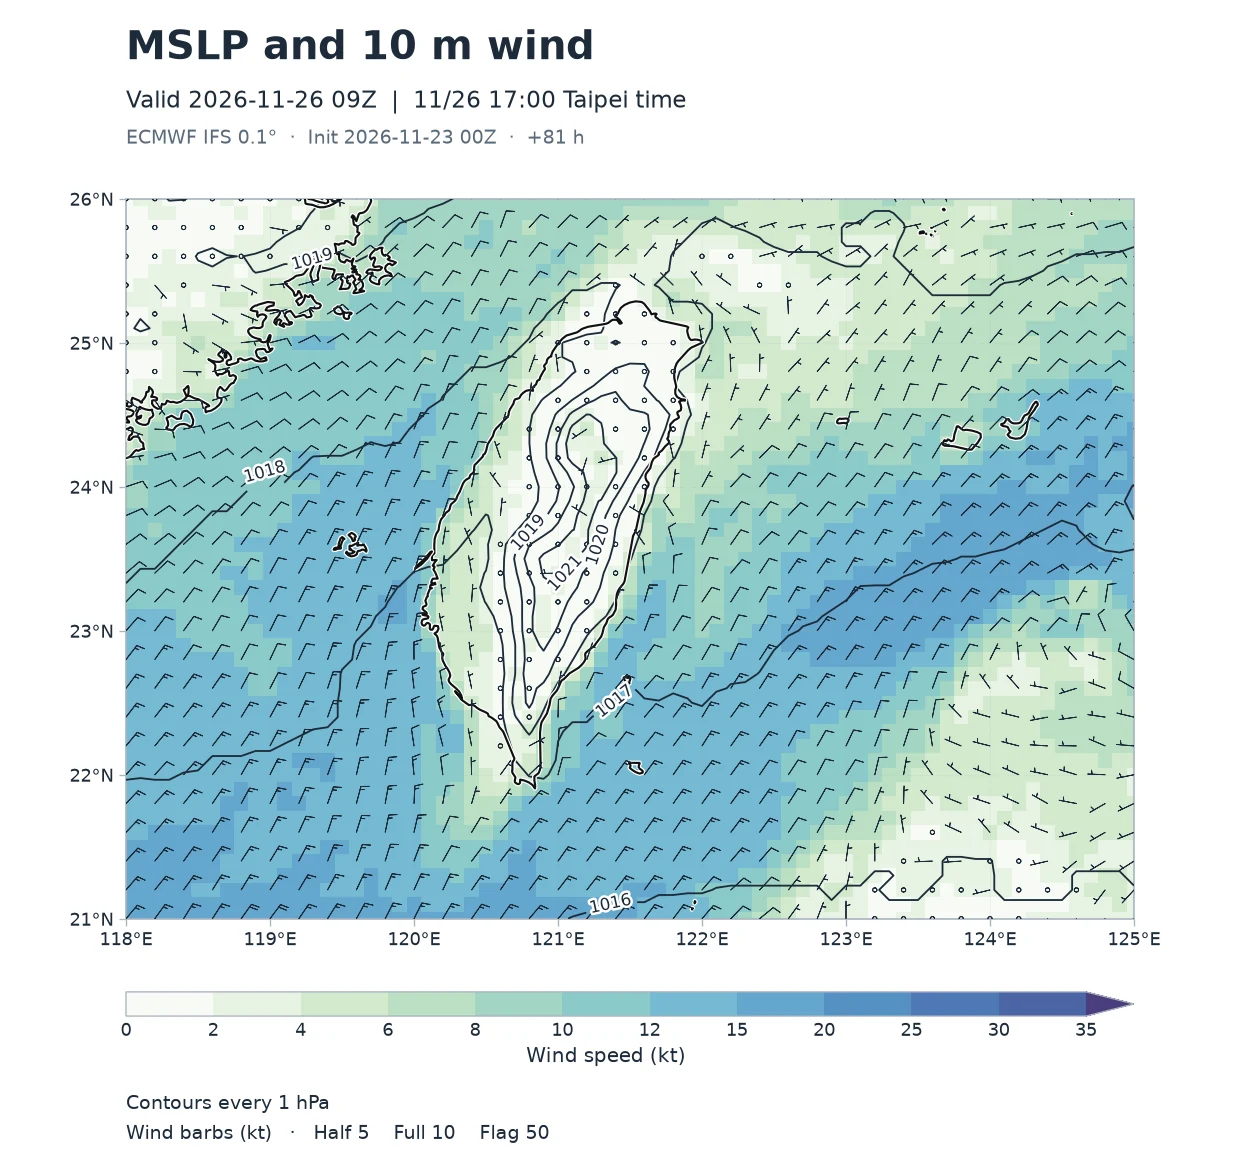 MSLP and 10 m wind
Valid 2026-11-26 09Z | 11/26 17:00 Taipei time
ECMWF IFS 0.1° · Init 2026-11-23 00Z · +81 h
26°N
25°N
24°N
23°N
22°N
21°N
1019
1018
1019
1020
1021
1017
1016
118°E 119°E 120°E 121°E 122°E 123°E 124°E 125°E
0 2 4 6 8 10 12 15 20 25 30 35
Wind speed (kt)
Contours every 1 hPa
Wind barbs (kt) · Half 5 Full 10 Flag 50